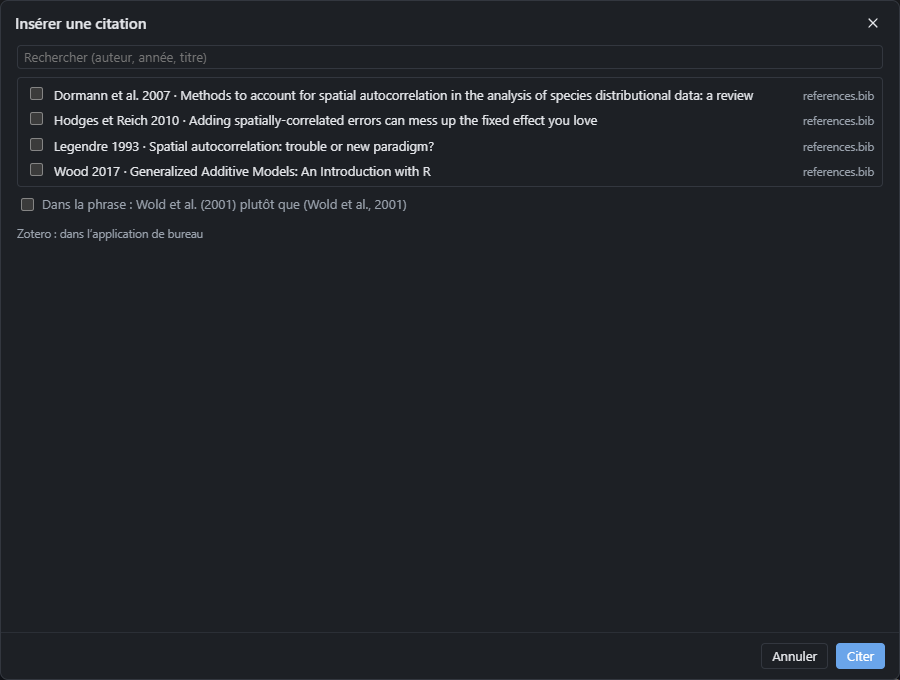 Insérer une citation
Rechercher (auteur, année, titre)
Dormann et al. 2007 · Methods to account for spatial autocorrelation in the analysis of species distributional data: a review references.bib
Hodges et Reich 2010 · Adding spatially-correlated errors can mess up the fixed effect you love references.bib
Legendre 1993 · Spatial autocorrelation: trouble or new paradigm? references.bib
Wood 2017 · Generalized Additive Models: An Introduction with R references.bib
Dans la phrase : Wold et al. (2001) plutôt que (Wold et al., 2001)
Zotero : dans l'application de bureau
Annuler Citer